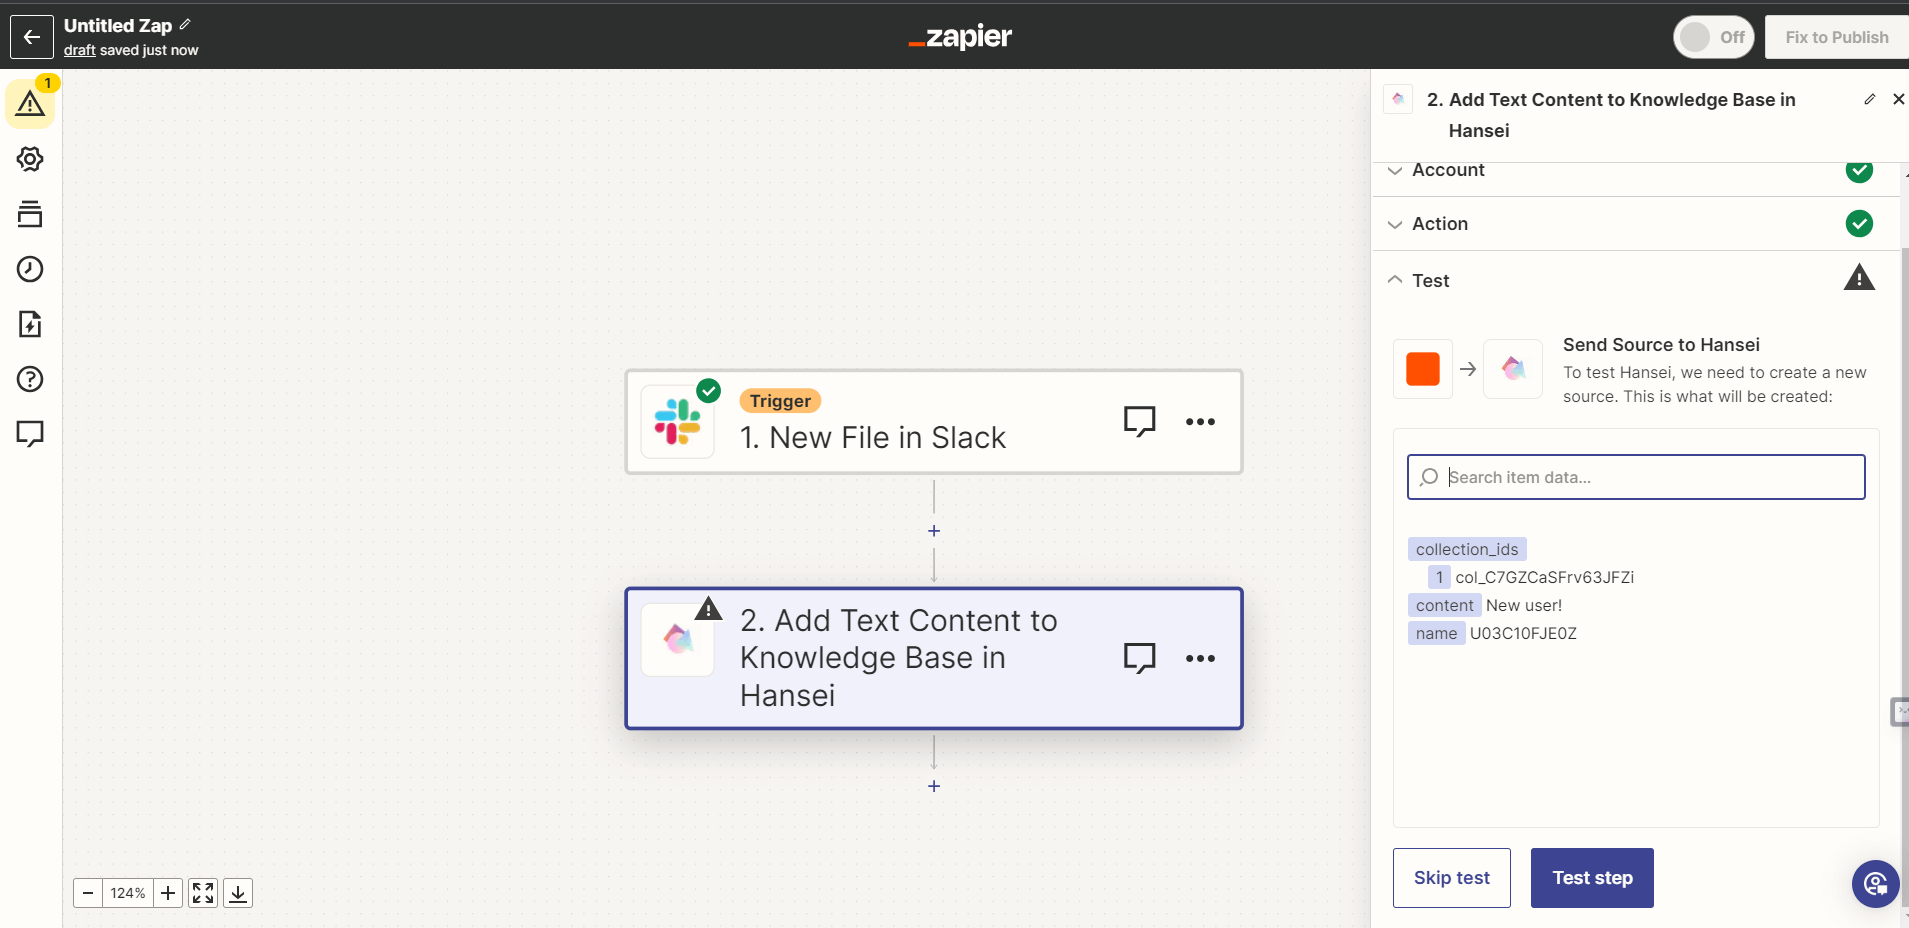 Untitled Zap
draft saved just now
zapier
Off
Fix to Publish
1
Trigger
1. New File in Slack
2. Add Text Content to
Knowledge Base in
Hansei
124%
2. Add Text Content to Knowledge Base in
Hansei
Account
Action
Test
Send Source to Hansei
To test Hansei, we need to create a new
source. This is what will be created:
Search item data...
collection_ids
1 col_C7GZCaSFrv63JFZi
content New user!
name U03C10FJE0Z
Skip test
Test step